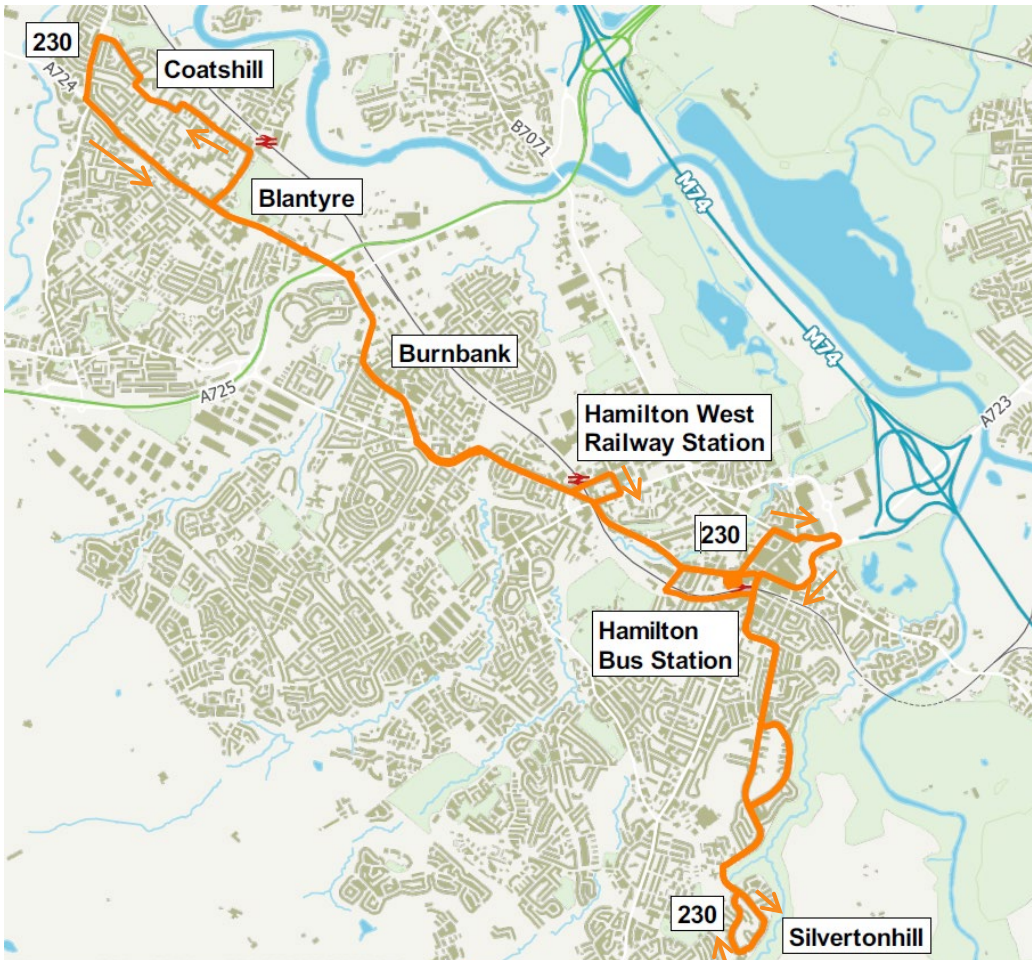 230
Coatshill
A724
Blantyre
B7071
M74
Burnbank
A725
M74
A723
Hamilton West
Railway Station
230
Hamilton
Bus Station
230
Silvertonhill